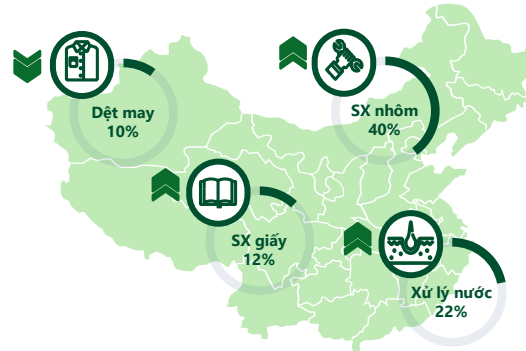 Dệt may
10%
SX nhôm
40%
SX giấy
12%
Xử lý nước
22%